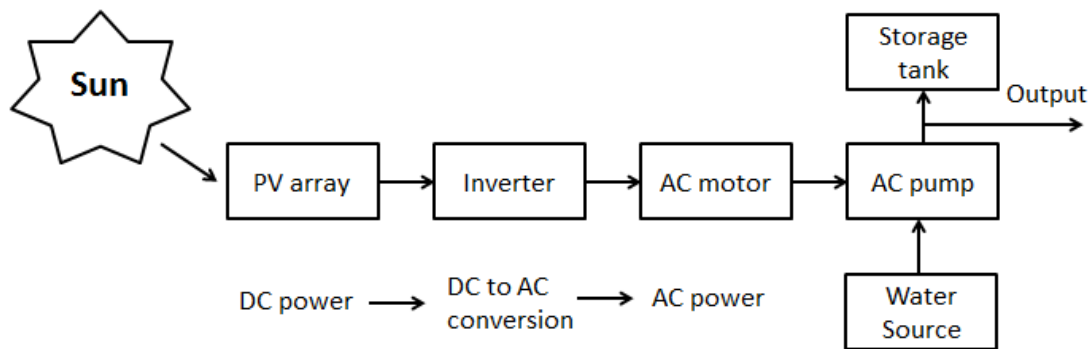 Sun
Storage
tank
Output
PV array
Inverter
AC motor
AC pump
DC power
DC to AC
conversion
AC power
Water
Source